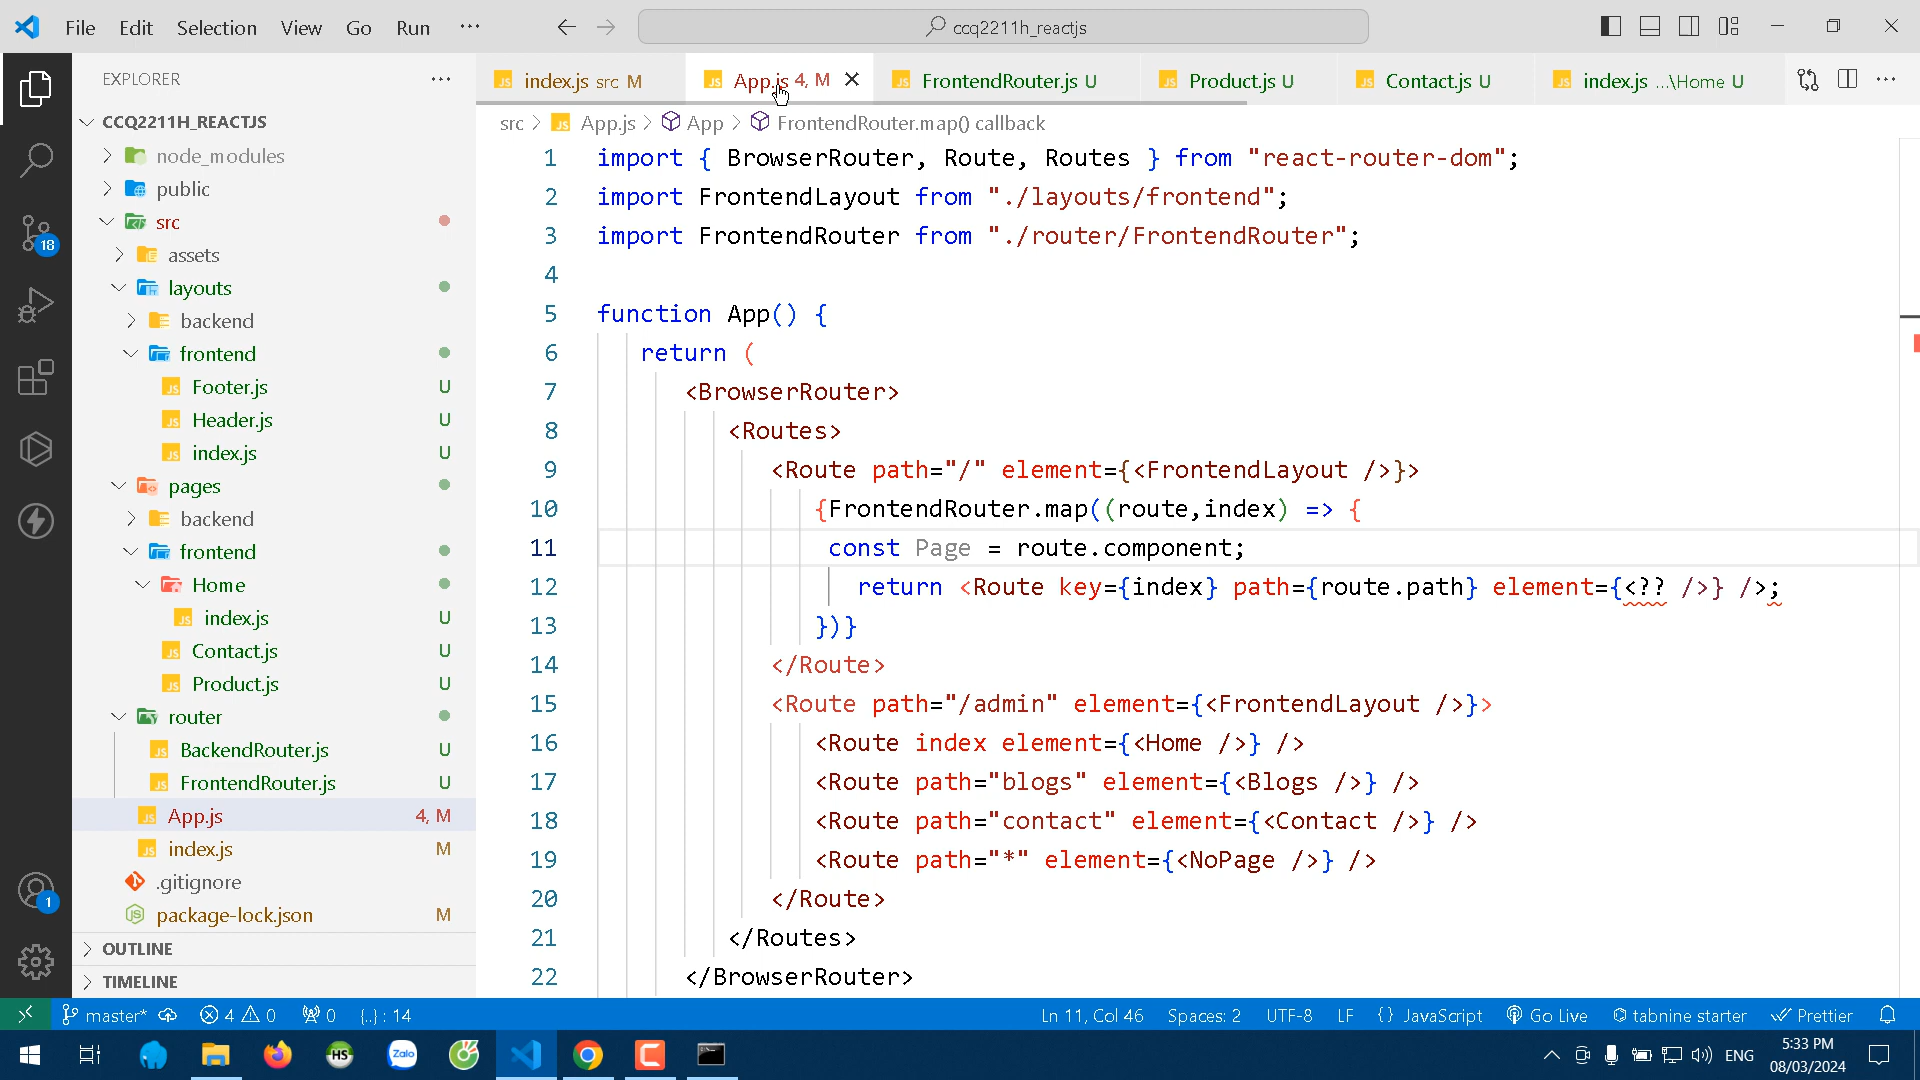 File Edit Selection View Go Run ···
ccq2211h_reactjs
EXPLORER
CCQ2211H_REACTJS
node_modules
public
src
assets
layouts
backend
frontend
Footer.js U
Header.js U
index.js U
pages
backend
frontend
Home
index.js U
Contact.js U
Product.js U
router
BackendRouter.js U
FrontendRouter.js U
App.js 4, M
index.js M
.gitignore
package-lock.json M
OUTLINE
TIMELINE
18
1
index.js src M
App.js 4, M
FrontendRouter.js U
Product.js U
Contact.js U
index.js ...\Home U
src > App.js > App > FrontendRouter.map() callback
1 import { BrowserRouter, Route, Routes } from "react-router-dom";
2 import FrontendLayout from "./layouts/frontend";
3 import FrontendRouter from "./router/FrontendRouter";
4
5 function App() {
6 return (
7 <BrowserRouter>
8 <Routes>
9 <Route path="/" element={<FrontendLayout />}>
10 {FrontendRouter.map((route,index) => {
11 const Page = route.component;
12 return <Route key={index} path={route.path} element={<?? />} />;
13 })}
14 </Route>
15 <Route path="/admin" element={<FrontendLayout />}>
16 <Route index element={<Home />} />
17 <Route path="blogs" element={<Blogs />} />
18 <Route path="contact" element={<Contact />} />
19 <Route path="*" element={<NoPage />} />
20 </Route>
21 </Routes>
22 </BrowserRouter>
master* 4 0 0 {..} : 14
Ln 11, Col 46 Spaces: 2 UTF-8 LF {} JavaScript Go Live tabnine starter Prettier
HS
Zalo
ENG
5:33 PM
08/03/2024